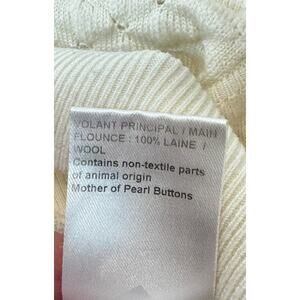 VOLANT PRINCIPAL / MAIN
FLOUNCE : 100% LAINE /
WOOL
Contains non-textile parts
of animal origin
Mother of Pearl Buttons